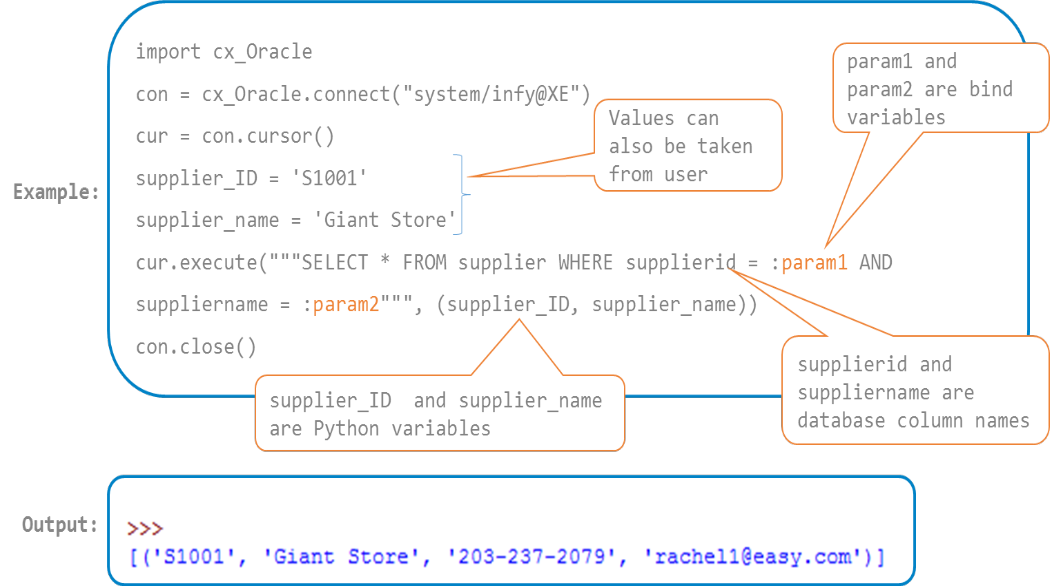 Example:
import cx_Oracle
con = cx_Oracle.connect("system/infy@XE")
cur = con.cursor()
supplier_ID = 'S1001'
supplier_name = 'Giant Store'
cur.execute("""SELECT * FROM supplier WHERE supplierid = :param1 AND
suppliername = :param2""", (supplier_ID, supplier_name))
con.close()
Values can
also be taken
from user
param1 and
param2 are bind
variables
supplier_ID and supplier_name
are Python variables
supplierid and
suppliername are
database column names
Output:
>>>
[('S1001', 'Giant Store', '203-237-2079', 'rachel1@easy.com')]